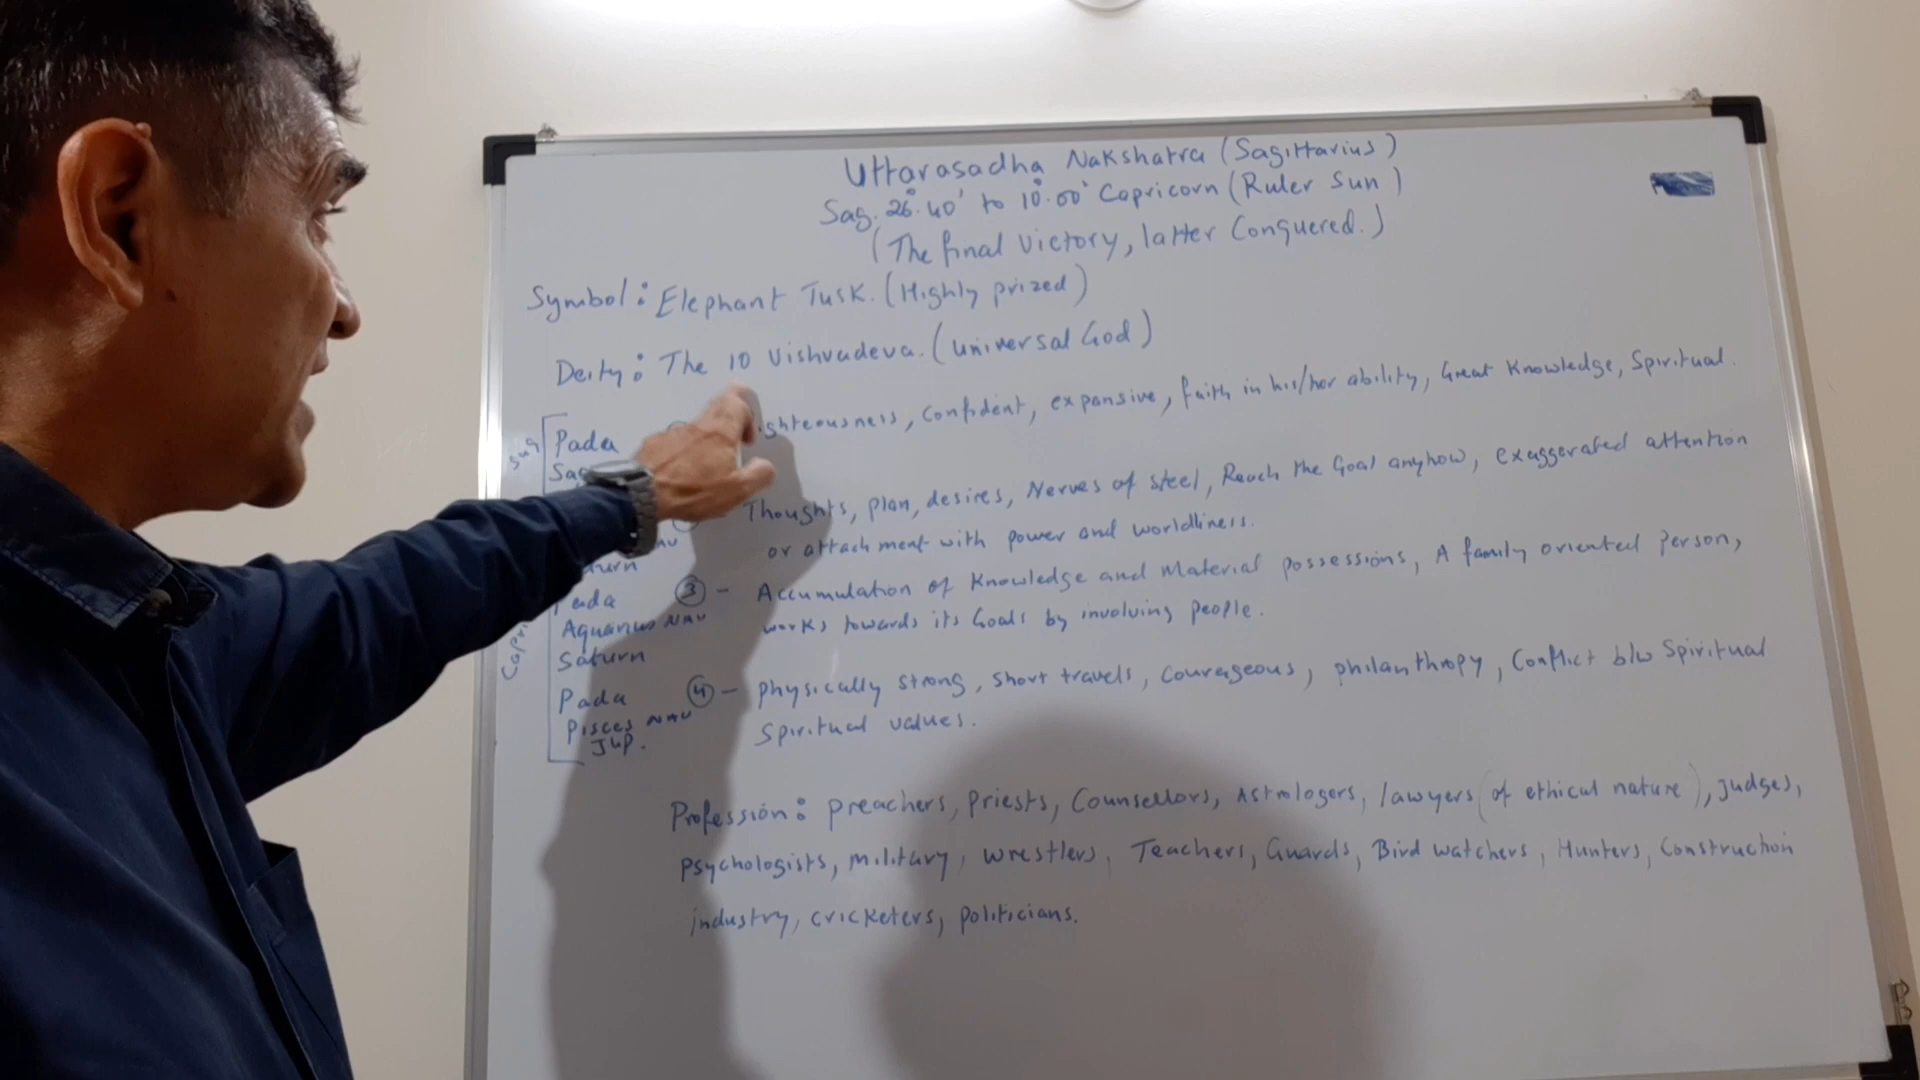 Uttarasadha Nakshatra (Sagittarius)
Sag. 26°.40' to 10°.00' Capricorn (Ruler Sun)
(The final Victory, latter Conquered.)
Symbol: Elephant Tusk. (Highly prized)
Deity: The 10 Vishvadeva. (Universal God)
Pada ghteousness, Confident, expansive, faith in his/her ability, Great Knowledge, Spiritual.
Sag
Thoughts, plan, desires, Nerves of steel, Reach the Goal anyhow, exaggerated attention
or attachment with power and worldliness.
Pada ③ - Accumulation of Knowledge and Material possessions, A family oriented person,
Aquarius NAV works towards its Goals by involving people.
Saturn
Pada ④ - physically strong, short travels, Courageous, philanthropy, Conflict b/w Spiritual
Pisces NAV Spiritual values.
Jup.
Profession: preachers, priests, Counsellors, Astrologers, lawyers (of ethical nature), judges,
psychologists, military, wrestlers, Teachers, Guards, Bird watchers, Hunters, Construction
industry, cricketers, politicians.